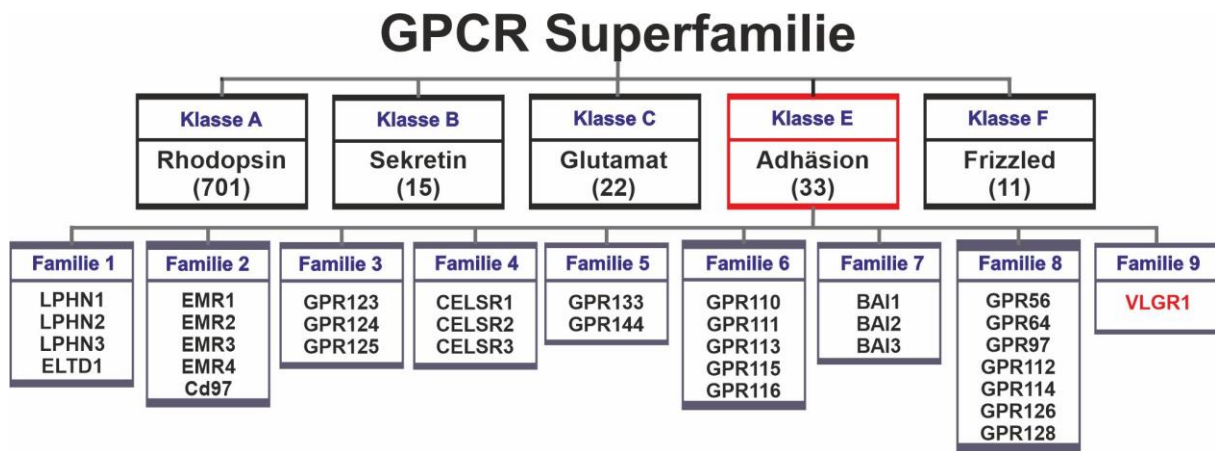 GPCR Superfamilie
Klasse A
Rhodopsin
(701)
Klasse B
Sekretin
(15)
Klasse C
Glutamat
(22)
Klasse E
Adhäsion
(33)
Klasse F
Frizzled
(11)
Familie 1
LPHN1
LPHN2
LPHN3
ELTD1
Familie 2
EMR1
EMR2
EMR3
EMR4
Cd97
Familie 3
GPR123
GPR124
GPR125
Familie 4
CELSR1
CELSR2
CELSR3
Familie 5
GPR133
GPR144
Familie 6
GPR110
GPR111
GPR113
GPR115
GPR116
Familie 7
BAI1
BAI2
BAI3
Familie 8
GPR56
GPR64
GPR97
GPR112
GPR114
GPR126
GPR128
Familie 9
VLGR1